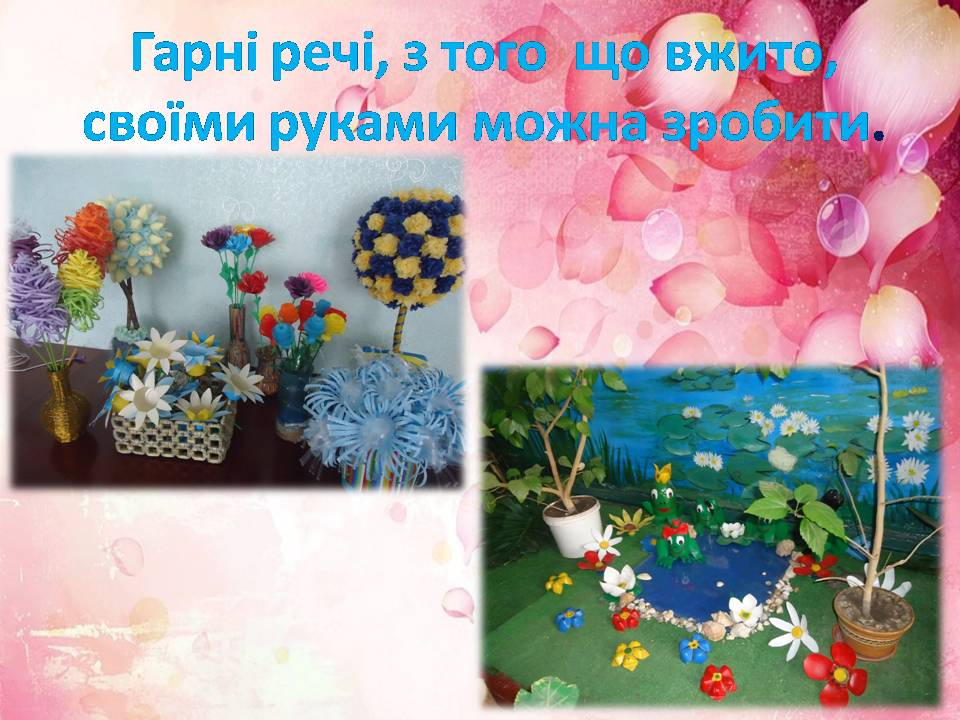 Гарні речі, з того  що вжито,
своїми руками можна зробити.